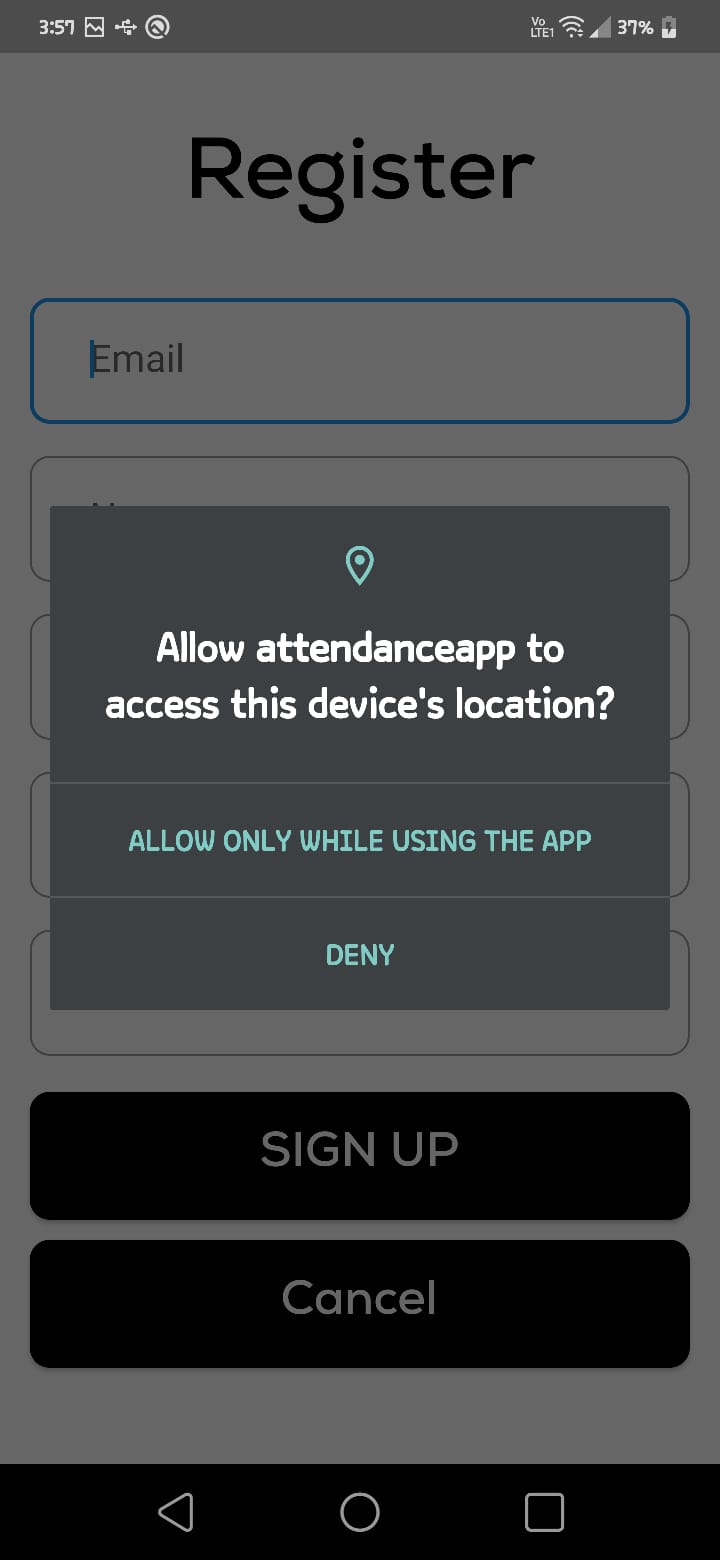 3:57
Vo LTE1 37%
Register
Email
Allow attendanceapp to
access this device's location?
ALLOW ONLY WHILE USING THE APP
DENY
SIGN UP
Cancel